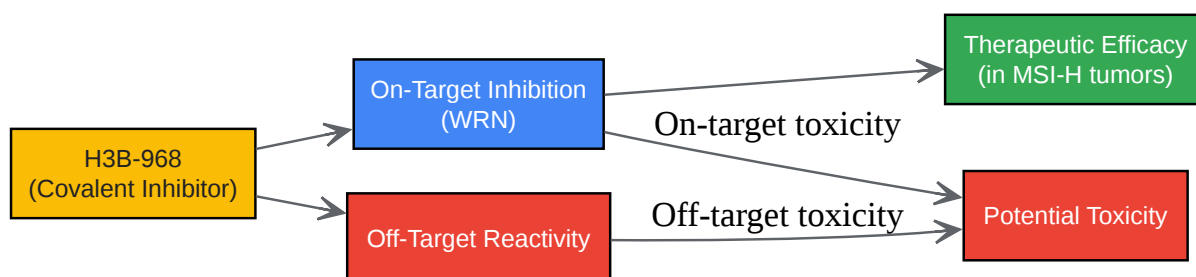 H3B-968
(Covalent Inhibitor)
On-Target Inhibition
(WRN)
Off-Target Reactivity
On-target toxicity
Off-target toxicity
Therapeutic Efficacy
(in MSI-H tumors)
Potential Toxicity